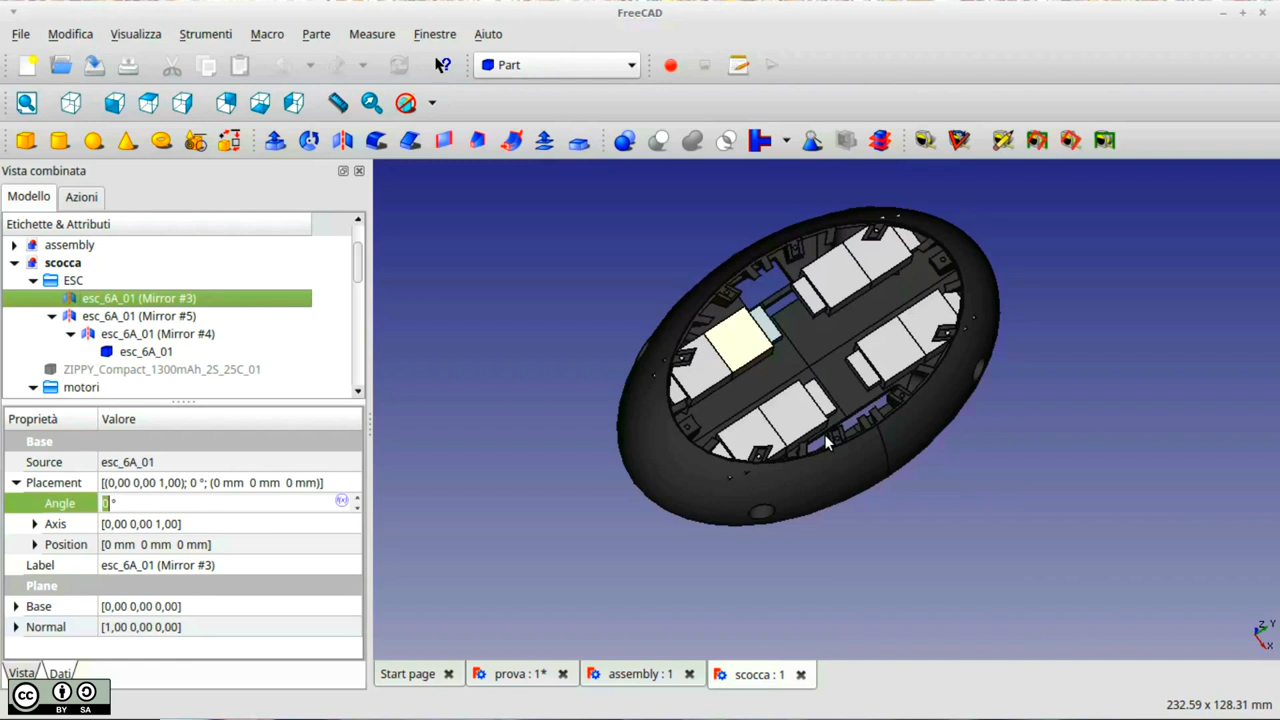 FreeCAD
File Modifica Visualizza Strumenti Macro Parte Measure Finestre Aiuto
Part
Vista combinata
Modello Azioni
Etichette & Attributi
assembly
scocca
ESC
esc_6A_01 (Mirror #3)
esc_6A_01 (Mirror #5)
esc_6A_01 (Mirror #4)
esc_6A_01
ZIPPY_Compact_1300mAh_2S_25C_01
motori
Proprietà Valore
Base
Source esc_6A_01
Placement [(0,00 0,00 1,00); 0 °; (0 mm 0 mm 0 mm)]
Angle 0 °
Axis [0,00 0,00 1,00]
Position [0 mm 0 mm 0 mm]
Label esc_6A_01 (Mirror #3)
Plane
Base [0,00 0,00 0,00]
Normal [1,00 0,00 0,00]
Vista Dati
Start page prova : 1* assembly : 1 scocca : 1
Z Y
X
cc BY SA
232.59 x 128.31 mm